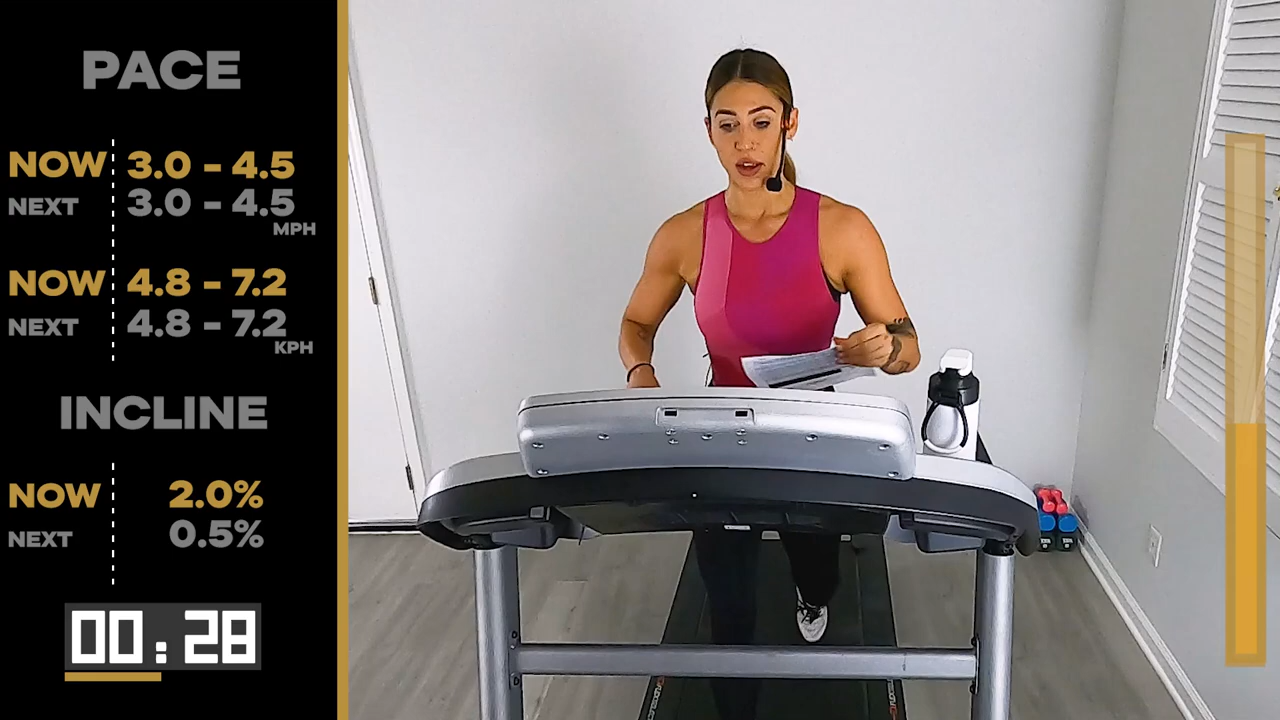 PACE
NOW 3.0 - 4.5
NEXT 3.0 - 4.5
MPH
NOW 4.8 - 7.2
NEXT 4.8 - 7.2
KPH
INCLINE
NOW 2.0%
NEXT 0.5%
00:28